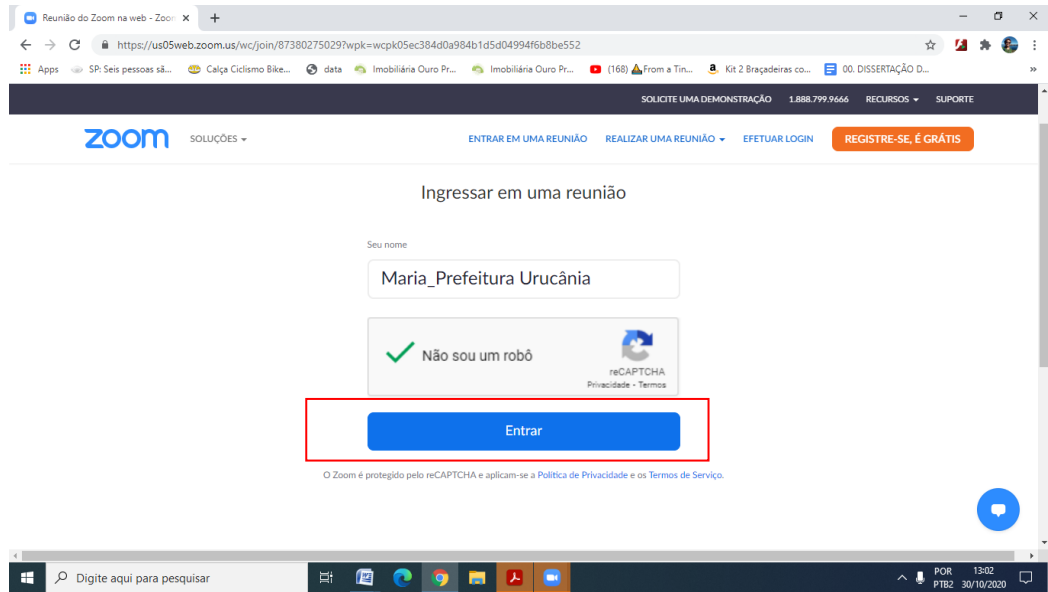 Reunião do Zoom na web - Zoom
https://us05web.zoom.us/wc/join/87380275029?wpk=wcpk05ec384d0a984b1d5d04994f6b8be552
Apps SP: Seis pessoas sã... Calça Ciclismo Bike... data Imobiliária Ouro Pr... Imobiliária Ouro Pr... (168) From a Tin... Kit 2 Braçadeiras co... 00. DISSERTAÇÃO D... »
SOLICITE UMA DEMONSTRAÇÃO 1.888.799.9666 RECURSOS SUPORTE
zoom SOLUÇÕES ENTRAR EM UMA REUNIÃO REALIZAR UMA REUNIÃO EFETUAR LOGIN REGISTRE-SE, É GRÁTIS
Ingressar em uma reunião
Seu nome
Maria_Prefeitura Urucânia
Não sou um robô
reCAPTCHA
Privacidade - Termos
Entrar
O Zoom é protegido pelo reCAPTCHA e aplicam-se a Política de Privacidade e os Termos de Serviço.
Digite aqui para pesquisar
POR 13:02
PTB2 30/10/2020